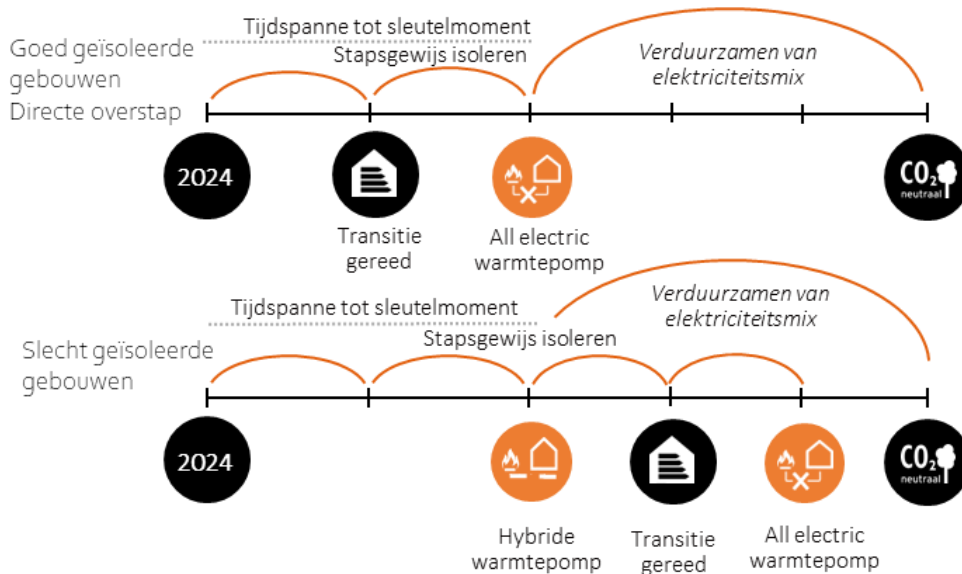 Goed geïsoleerde
gebouwen
Directe overstap
Tijdspanne tot sleutelmoment
Stapsgewijs isoleren
Verduurzamen van
elektriciteitsmix
2024
CO2
neutraal
Transitie
gereed
All electric
warmtepomp
Slecht geïsoleerde
gebouwen
Tijdspanne tot sleutelmoment
Stapsgewijs isoleren
Verduurzamen van
elektriciteitsmix
2024
CO2
neutraal
Hybride
warmtepomp
Transitie
gereed
All electric
warmtepomp